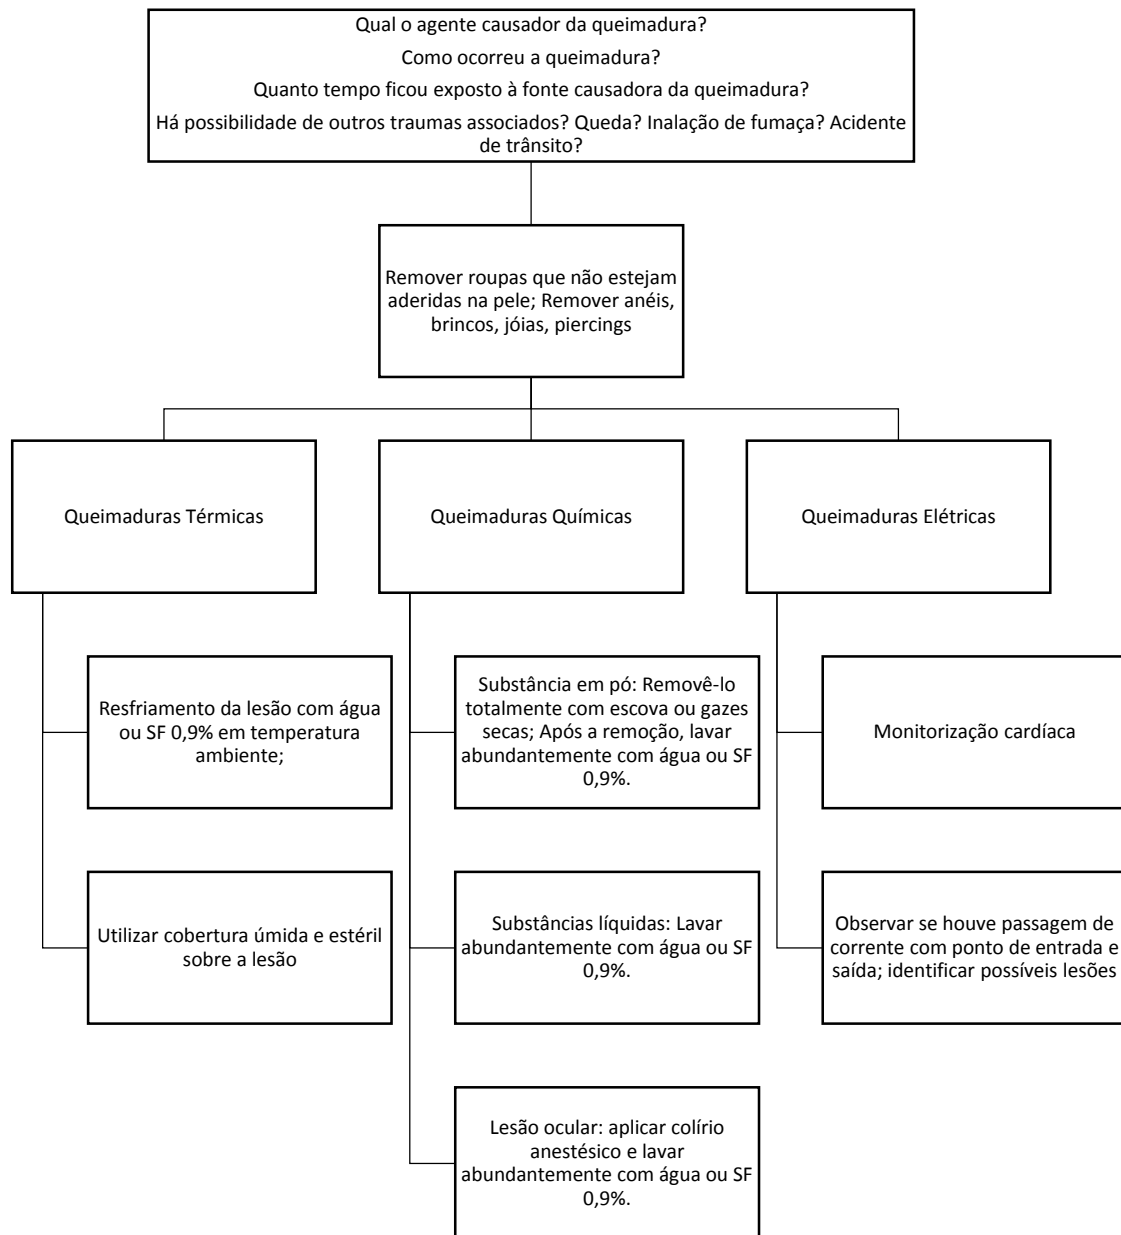 Qual o agente causador da queimadura?
Como ocorreu a queimadura?
Quanto tempo ficou exposto à fonte causadora da queimadura?
Há possibilidade de outros traumas associados? Queda? Inalação de fumaça? Acidente
de trânsito?
Remover roupas que não estejam
aderidas na pele; Remover anéis,
brincos, jóias, piercings
Queimaduras Térmicas
Queimaduras Químicas
Queimaduras Elétricas
Resfriamento da lesão com água
ou SF 0,9% em temperatura
ambiente;
Substância em pó: Removê-lo
totalmente com escova ou gazes
secas; Após a remoção, lavar
abundantemente com água ou SF
0,9%.
Monitorização cardíaca
Utilizar cobertura úmida e estéril
sobre a lesão
Substâncias líquidas: Lavar
abundantemente com água ou SF
0,9%.
Observar se houve passagem de
corrente com ponto de entrada e
saída; identificar possíveis lesões
Lesão ocular: aplicar colírio
anestésico e lavar
abundantemente com água ou SF
0,9%.